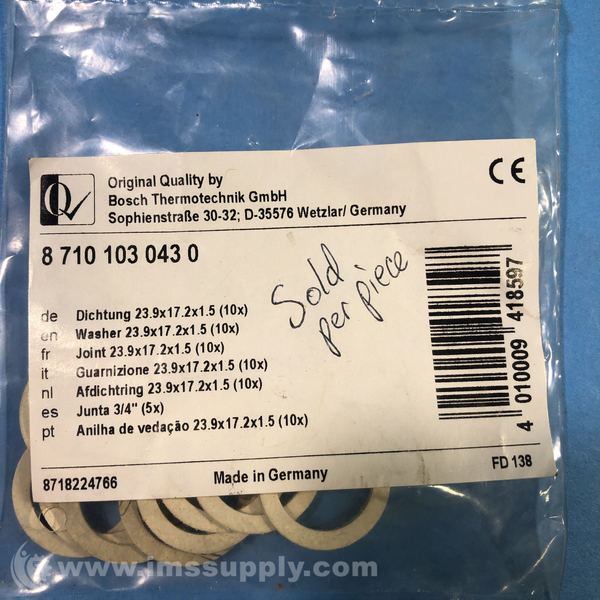 Original Quality by
Bosch Thermotechnik GmbH
Sophienstraße 30-32; D-35576 Wetzlar/ Germany
8 710 103 043 0
Sold
per piece
de Dichtung 23.9x17.2x1.5 (10x)
en Washer 23.9x17.2x1.5 (10x)
fr Joint 23.9x17.2x1.5 (10x)
it Guarnizione 23.9x17.2x1.5 (10x)
nl Afdichtring 23.9x17.2x1.5 (10x)
es Junta 3/4" (5x)
pt Anilha de vedação 23.9x17.2x1.5 (10x)
4 010009 418597
8718224766
Made in Germany
FD 138
www.imssupply.com
CE